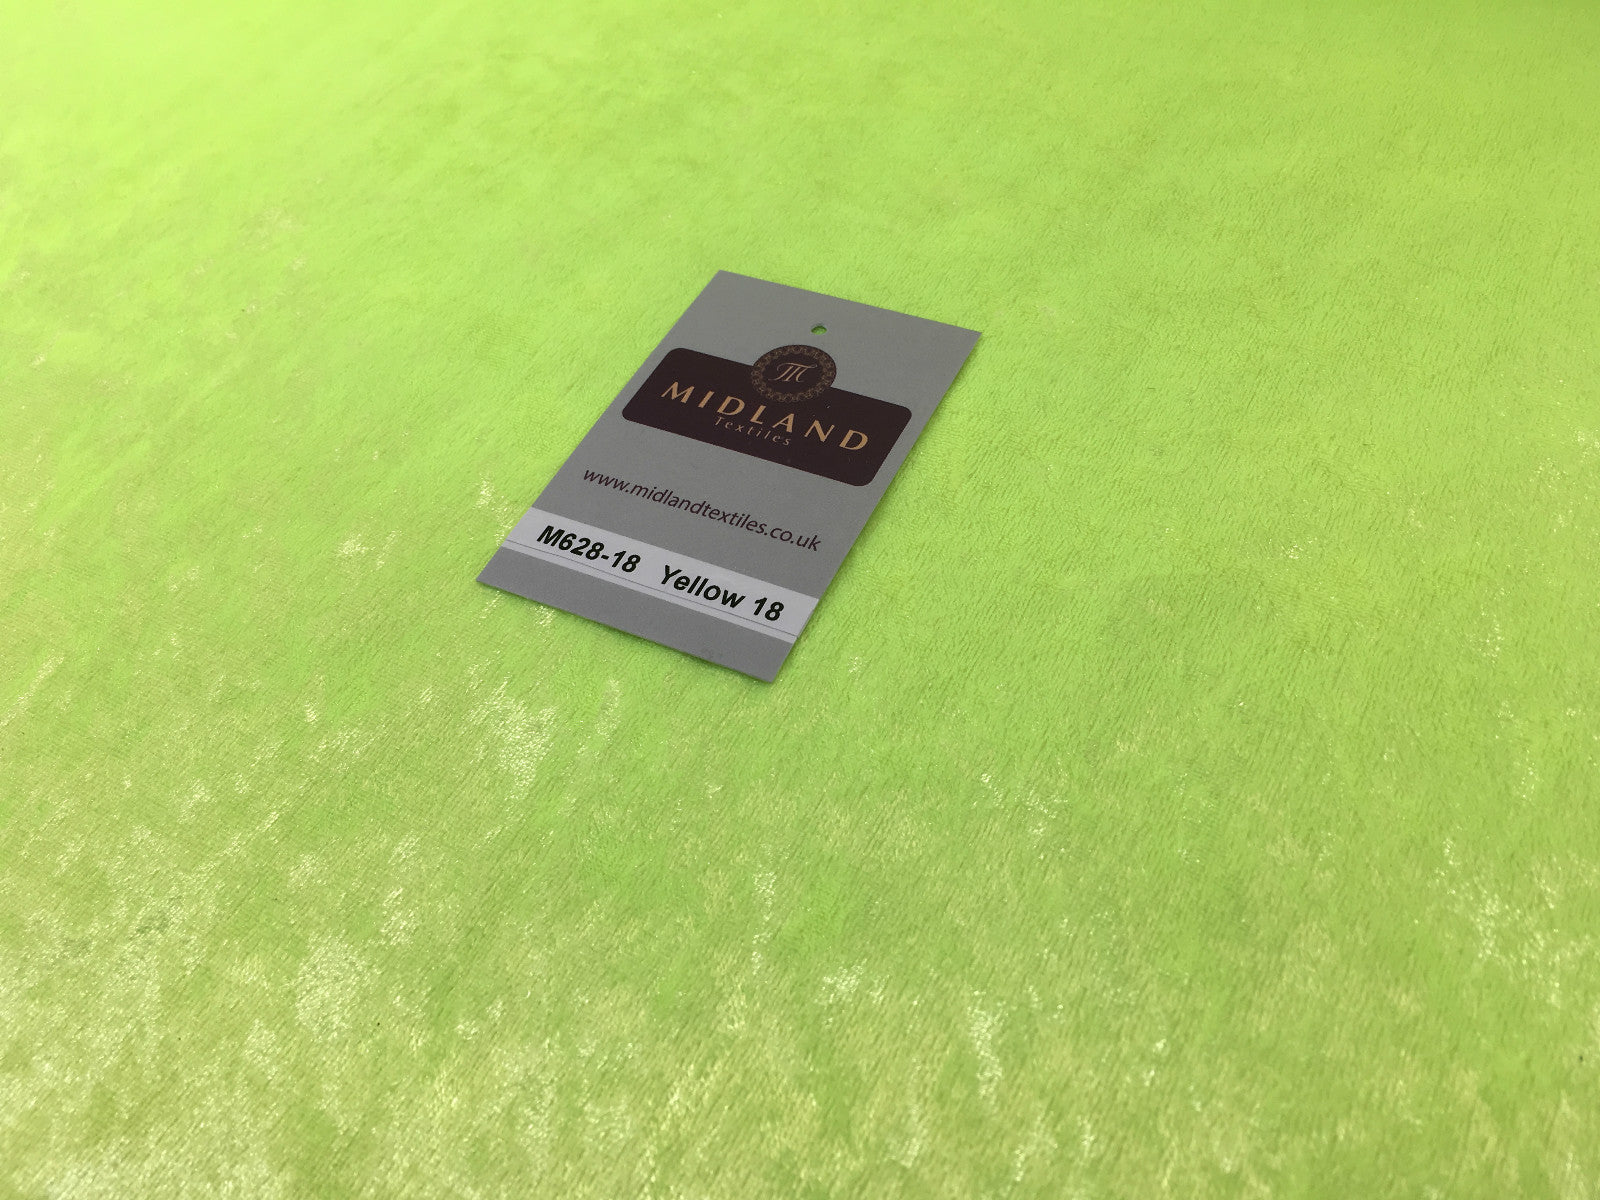 MIDLAND
Textiles
www.midlandtextiles.co.uk
M628-18 Yellow 18